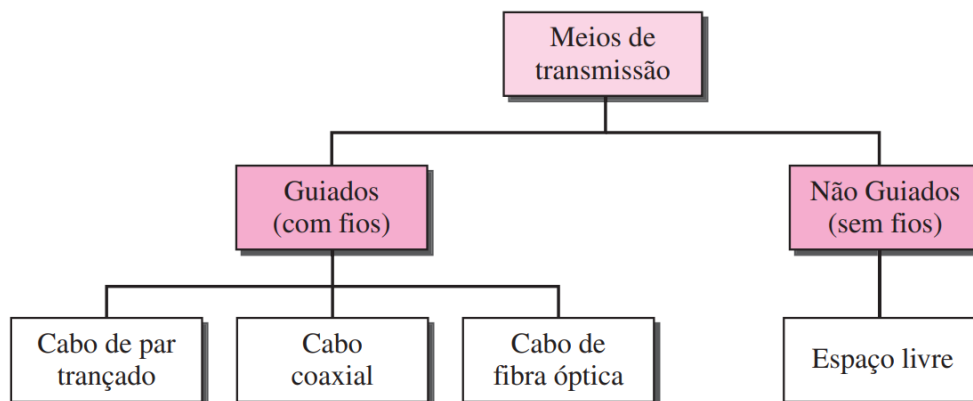 Meios de
transmissão
Guiados
(com fios)
Não Guiados
(sem fios)
Cabo de par
trançado
Cabo
coaxial
Cabo de
fibra óptica
Espaço livre